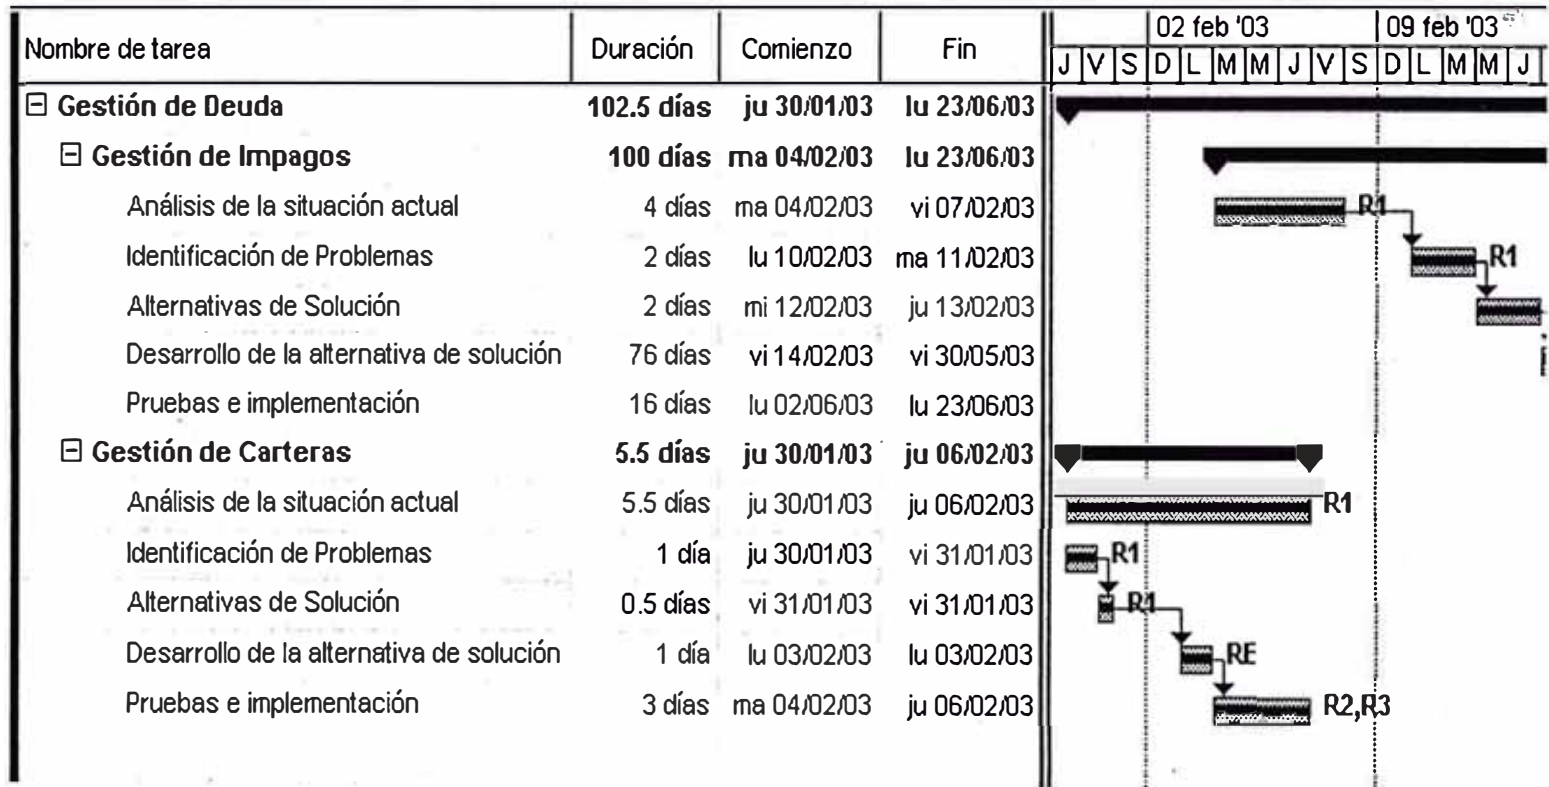 Nombre de tarea Duración Comienzo Fin 02 feb '03 09 feb '03
J V S D L M M J V S D L M M J
Gestión de Deuda 102.5 días ju 30/01/03 lu 23/06/03
Gestión de Impagos 100 días ma 04/02/03 lu 23/06/03
Análisis de la situación actual 4 días ma 04/02/03 vi 07/02/03 R1
Identificación de Problemas 2 días lu 10/02/03 ma 11/02/03 R1
Alternativas de Solución 2 días mi 12/02/03 ju 13/02/03
Desarrollo de la alternativa de solución 76 días vi 14/02/03 vi 30/05/03
Pruebas e implementación 16 días lu 02/06/03 lu 23/06/03
Gestión de Carteras 5.5 días ju 30/01/03 ju 06/02/03
Análisis de la situación actual 5.5 días ju 30/01/03 ju 06/02/03 R1
Identificación de Problemas 1 día ju 30/01/03 vi 31/01/03 R1
Alternativas de Solución 0.5 días vi 31/01/03 vi 31/01/03 R1
Desarrollo de la alternativa de solución 1 día lu 03/02/03 lu 03/02/03 RE
Pruebas e implementación 3 días ma 04/02/03 ju 06/02/03 R2,R3